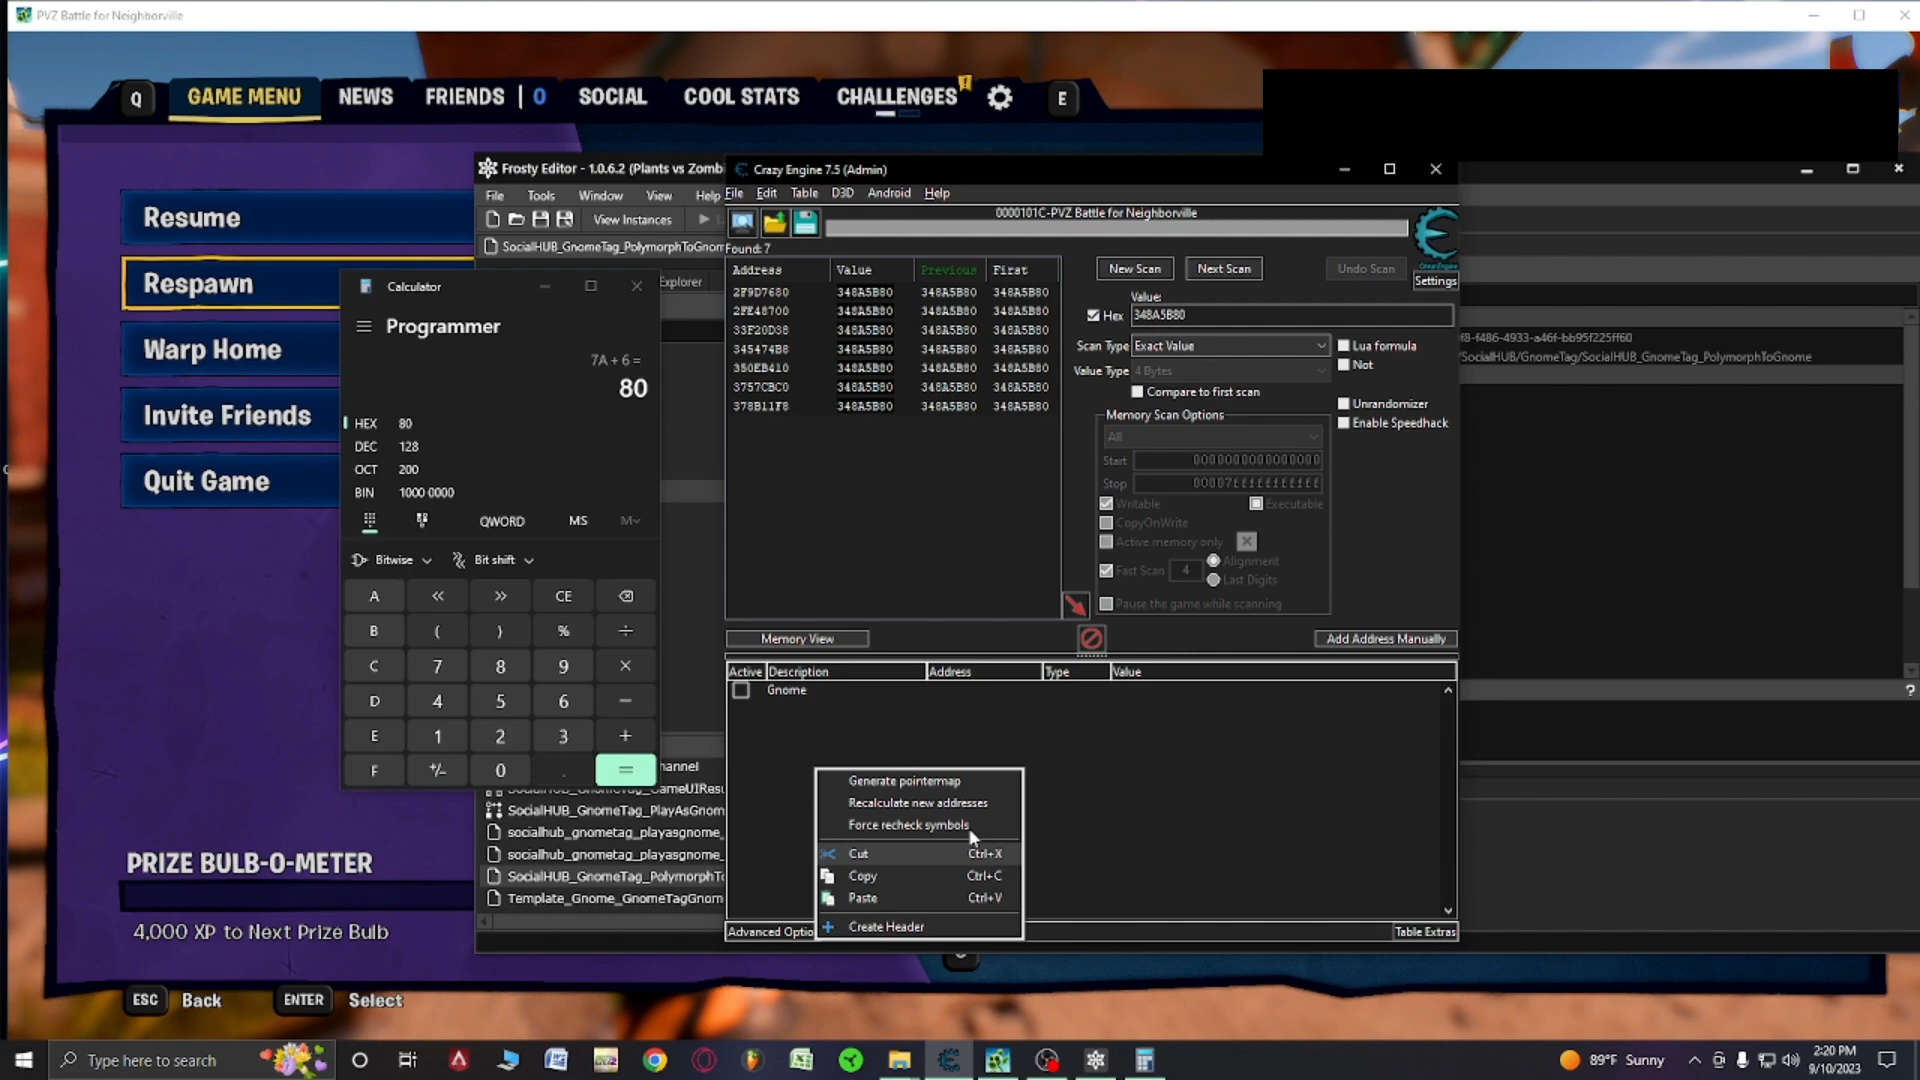 PVZ Battle for Neighborville
Q GAME MENU NEWS FRIENDS | 0 SOCIAL COOL STATS CHALLENGES ! E
Resume
Respawn
Warp Home
Invite Friends
Quit Game
PRIZE BULB-O-METER
4,000 XP to Next Prize Bulb
ESC Back ENTER Select
Frosty Editor - 1.0.6.2 (Plants vs Zomb
File Tools Window View Help
View Instances
SocialHUB_GnomeTag_PolymorphToGnom
Explorer
hannel
SocialHUB_GnomeTag_PlayAsGnom
socialhub_gnometag_playasgnome_
socialhub_gnometag_playasgnome_
SocialHUB_GnomeTag_PolymorphTo
Template_Gnome_GnomeTagGnom
Calculator
Programmer
7A + 6 =
80
HEX 80
DEC 128
OCT 200
BIN 1000 0000
QWORD MS M
Bitwise Bit shift
A « » CE
B ( ) % ÷
C 7 8 9 ×
D 4 5 6 −
E 1 2 3 +
F +/− 0 . =
Crazy Engine 7.5 (Admin)
File Edit Table D3D Android Help
0000101C-PVZ Battle for Neighborville
Found: 7
Address Value Previous First
2F9D7680 348A5B80 348A5B80 348A5B80
2FE48700 348A5B80 348A5B80 348A5B80
33F20D38 348A5B80 348A5B80 348A5B80
345474B8 348A5B80 348A5B80 348A5B80
350EB410 348A5B80 348A5B80 348A5B80
3757CBC0 348A5B80 348A5B80 348A5B80
378B11F8 348A5B80 348A5B80 348A5B80
New Scan Next Scan Undo Scan
Settings
Value:
Hex 348A5B80
Scan Type Exact Value
Value Type 4 Bytes
Compare to first scan
Lua formula
Not
Unrandomizer
Enable Speedhack
Memory Scan Options
All
Start 0000000000000000
Stop 00007fffffffffff
Writable Executable
CopyOnWrite
Active memory only
Fast Scan 4 Alignment
Last Digits
Pause the game while scanning
Memory View Add Address Manually
Active Description Address Type Value
Gnome
Generate pointermap
Recalculate new addresses
Force recheck symbols
Cut Ctrl+X
Copy Ctrl+C
Paste Ctrl+V
Create Header
Advanced Optio Table Extras
f8-f486-4933-a46f-bb95f225ff60
/SocialHUB/GnomeTag/SocialHUB_GnomeTag_PolymorphToGnome
?
Type here to search
89°F Sunny
2:20 PM
9/10/2023